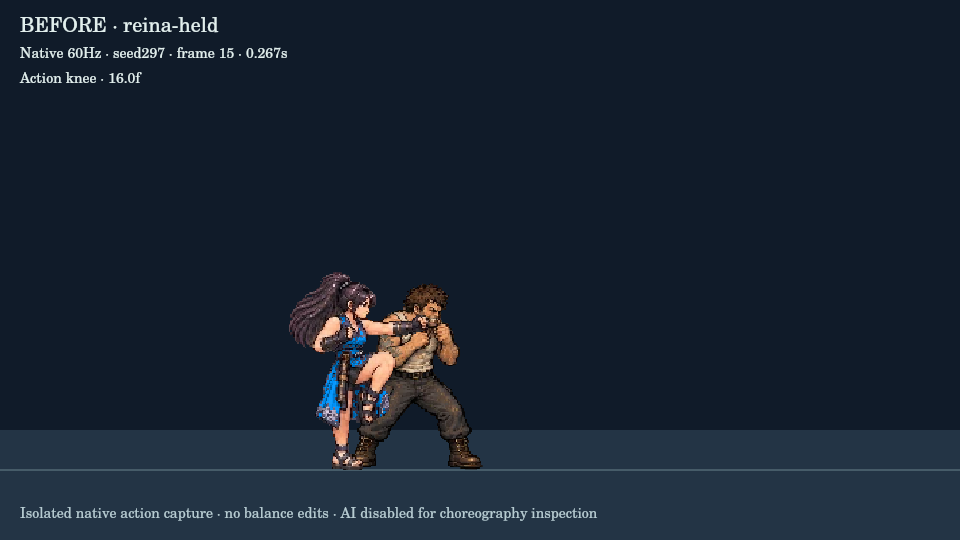 BEFORE · reina-held
Native 60Hz · seed297 · frame 15 · 0.267s
Action knee · 16.0f
Isolated native action capture · no balance edits · AI disabled for choreography inspection